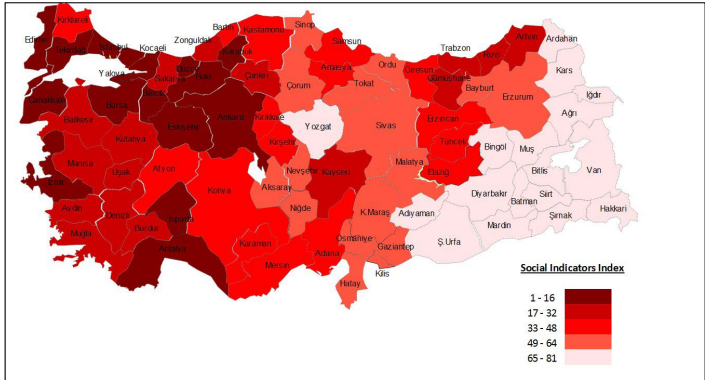 Kırklareli
Edirne
Tekirdağ
İstanbul
Kocaeli
Yalova
Zonguldak
Bartın
Karabük
Kastamonu
Sinop
Samsun
Sakarya
Düzce
Bolu
Çankırı
Çorum
Amasya
Ordu
Tokat
Giresun
Trabzon
Rize
Artvin
Ardahan
Kars
Gümüşhane
Bayburt
Erzurum
Iğdır
Ağrı
Çanakkale
Bursa
Bilecik
Balıkesir
Kütahya
Eskişehir
Ankara
Kırıkkale
Kırşehir
Yozgat
Sivas
Erzincan
Tunceli
Elazığ
Bingöl
Muş
Bitlis
Van
Manisa
Uşak
Afyon
İzmir
Aydın
Denizli
Muğla
Burdur
Isparta
Antalya
Konya
Aksaray
Nevşehir
Niğde
Kayseri
Malatya
Karaman
Mersin
Adana
K.Maraş
Osmaniye
Gaziantep
Kilis
Hatay
Adıyaman
Ş.Urfa
Diyarbakır
Batman
Siirt
Mardin
Şırnak
Hakkari
Social Indicators Index
1 - 16
17 - 32
33 - 48
49 - 64
65 - 81